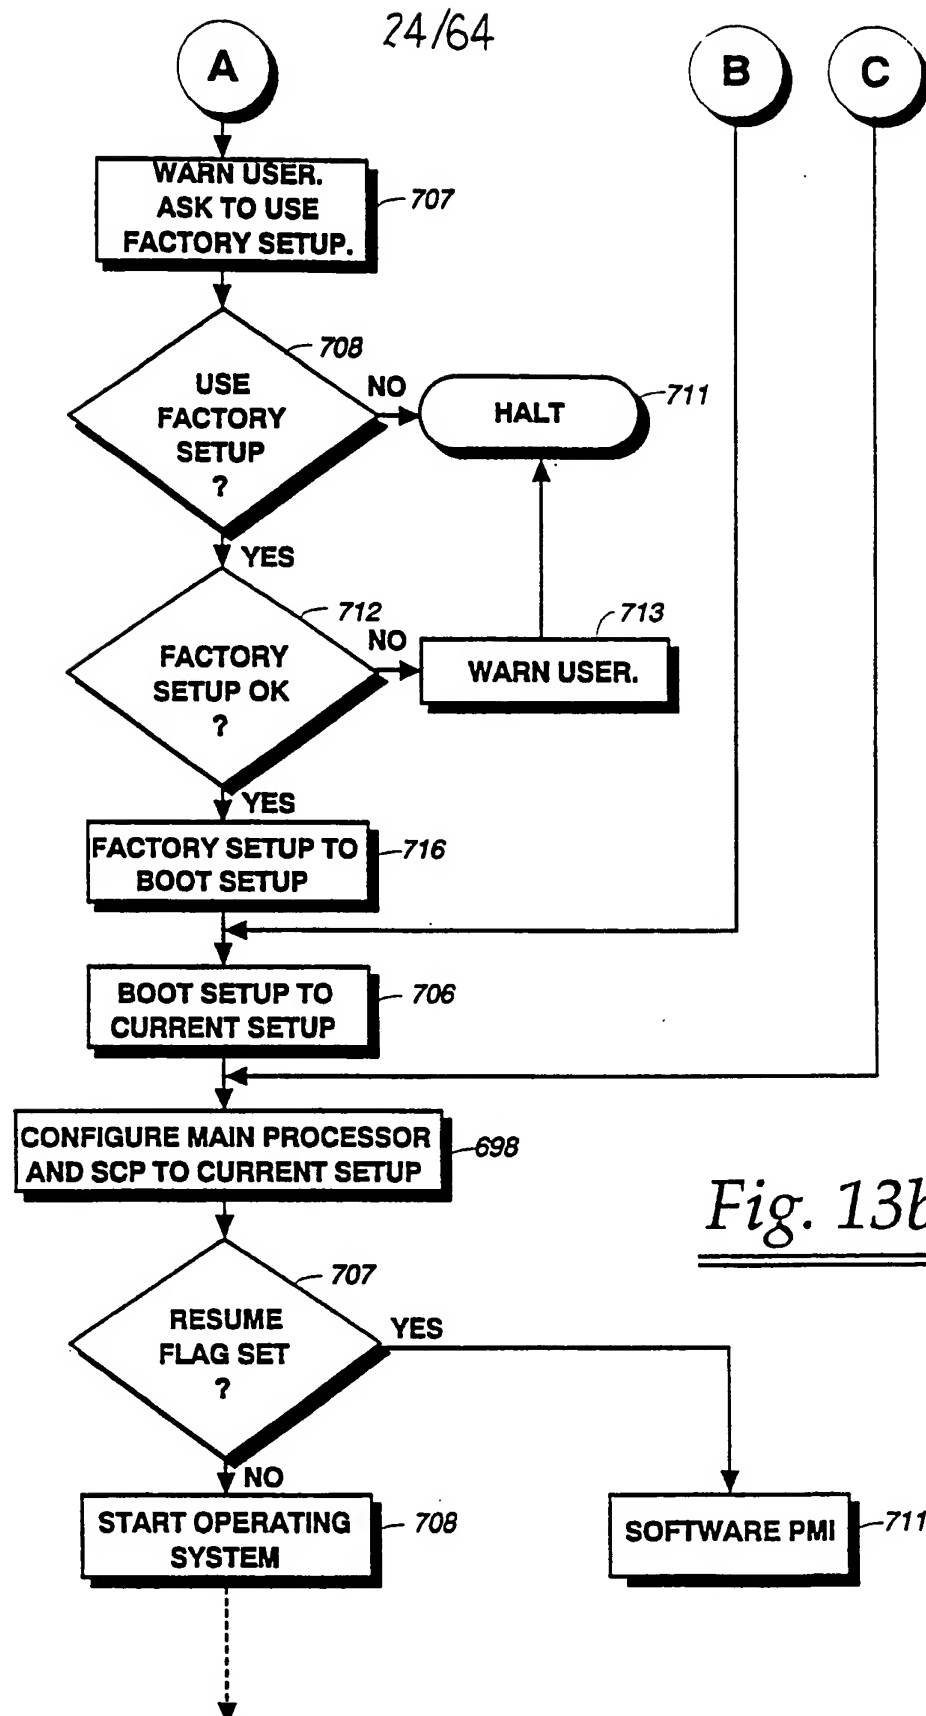 24/64
A
B
C
WARN USER.
ASK TO USE
FACTORY SETUP.
707
708
USE
FACTORY
SETUP
?
NO
HALT
711
YES
712
FACTORY
SETUP OK
?
NO
713
WARN USER.
YES
FACTORY SETUP TO
BOOT SETUP
716
BOOT SETUP TO
CURRENT SETUP
706
CONFIGURE MAIN PROCESSOR
AND SCP TO CURRENT SETUP
698
Fig. 13b
707
RESUME
FLAG SET
?
YES
NO
START OPERATING
SYSTEM
708
SOFTWARE PMI
711